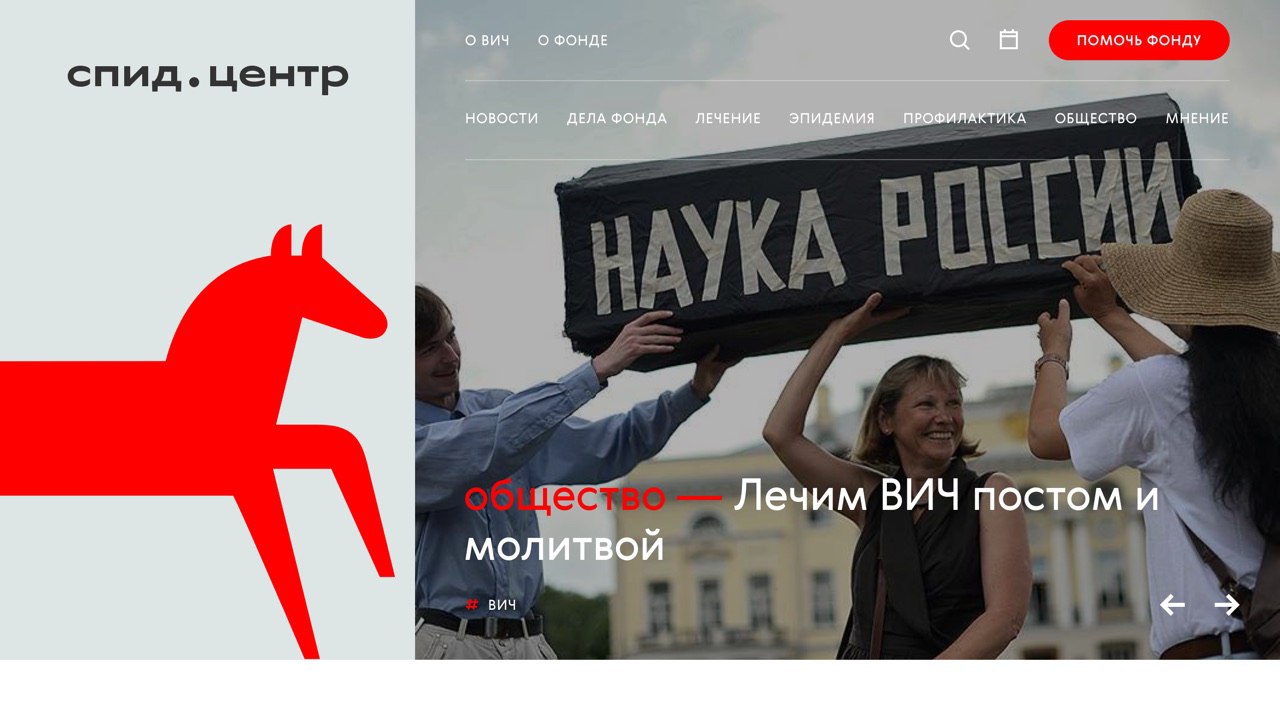 спид.центр
О ВИЧ О ФОНДЕ ПОМОЧЬ ФОНДУ
НОВОСТИ ДЕЛА ФОНДА ЛЕЧЕНИЕ ЭПИДЕМИЯ ПРОФИЛАКТИКА ОБЩЕСТВО МНЕНИЕ
НАУКА РОССИИ
общество — Лечим ВИЧ постом и
молитвой
# ВИЧ